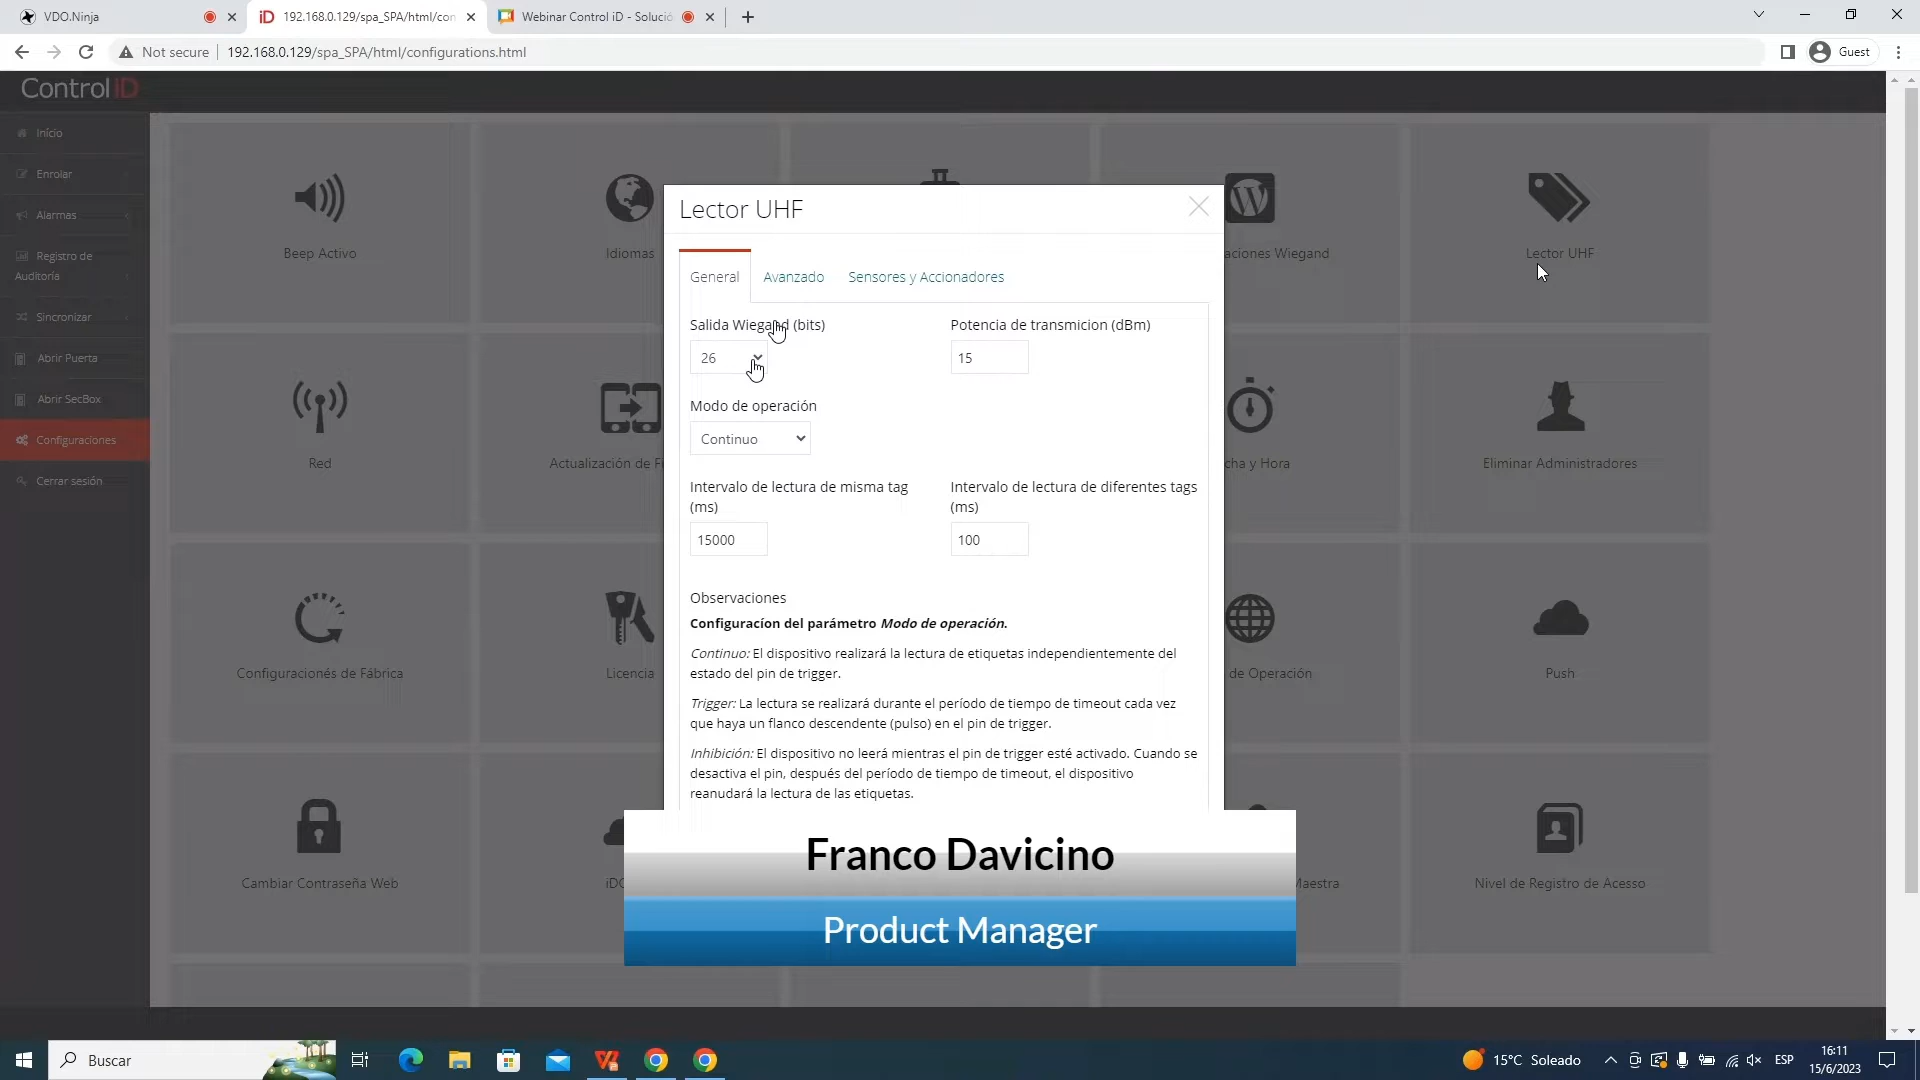 VDO.Ninja
192.168.0.129/spa_SPA/html/con
Webinar Control iD - Solució
Not secure
192.168.0.129/spa_SPA/html/configurations.html
Guest
Control iD
Início
Enrolar
Alarmas
Registro de
Auditoría
Sincronizar
Abrir Puerta
Abrir SecBox
Configuraciones
Cerrar sesión
Beep Activo
Idiomas
aciones Wiegand
Lector UHF
Red
Actualización de Fi
cha y Hora
Eliminar Administradores
Configuraciónes de Fábrica
Licencia
de Operación
Push
Cambiar Contraseña Web
iDC
Maestra
Nivel de Registro de Acesso
Lector UHF
General
Avanzado
Sensores y Accionadores
Salida Wiegand (bits)
Potencia de transmicion (dBm)
26
15
Modo de operación
Continuo
Intervalo de lectura de misma tag
(ms)
Intervalo de lectura de diferentes tags
(ms)
15000
100
Observaciones
Configuracíon del parámetro Modo de operación.
Continuo: El dispositivo realizará la lectura de etiquetas independientemente del
estado del pin de trigger.
Trigger: La lectura se realizará durante el período de tiempo de timeout cada vez
que haya un flanco descendente (pulso) en el pin de trigger.
Inhibición: El dispositivo no leerá mientras el pin de trigger esté activado. Cuando se
desactiva el pin, después del período de tiempo de timeout, el dispositivo
reanudará la lectura de las etiquetas.
Franco Davicino
Product Manager
Buscar
15°C Soleado
ESP
16:11
15/6/2023